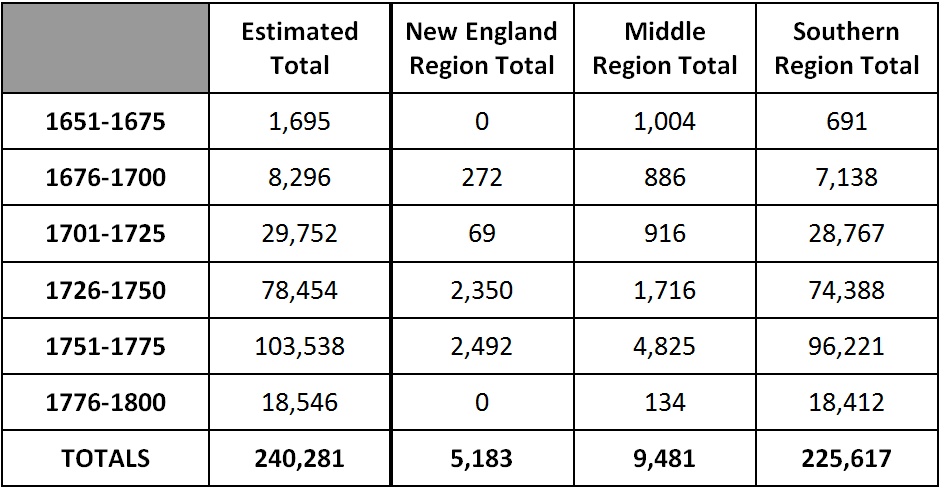 Estimated Total New England Region Total Middle Region Total Southern Region Total
1651-1675 1,695 0 1,004 691
1676-1700 8,296 272 886 7,138
1701-1725 29,752 69 916 28,767
1726-1750 78,454 2,350 1,716 74,388
1751-1775 103,538 2,492 4,825 96,221
1776-1800 18,546 0 134 18,412
TOTALS 240,281 5,183 9,481 225,617